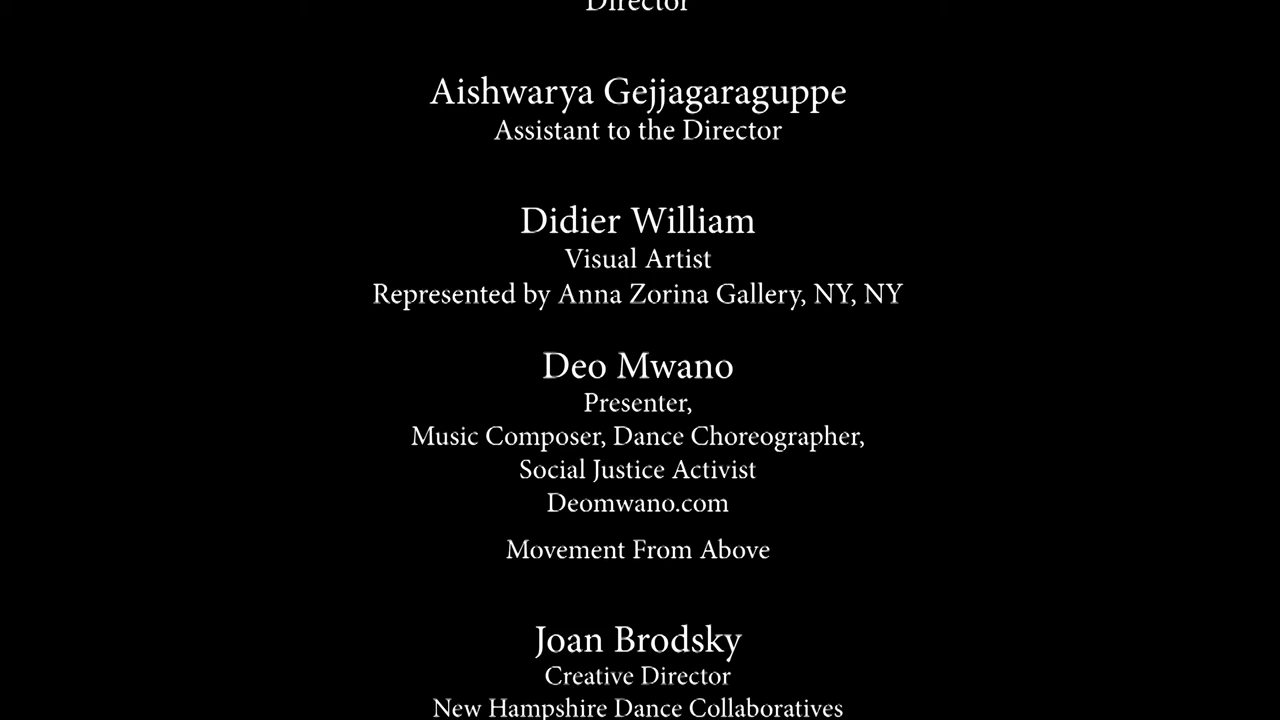 Director
Aishwarya Gejjagaraguppe
Assistant to the Director
Didier William
Visual Artist
Represented by Anna Zorina Gallery, NY, NY
Deo Mwano
Presenter,
Music Composer, Dance Choreographer,
Social Justice Activist
Deomwano.com
Movement From Above
Joan Brodsky
Creative Director
New Hampshire Dance Collaboratives